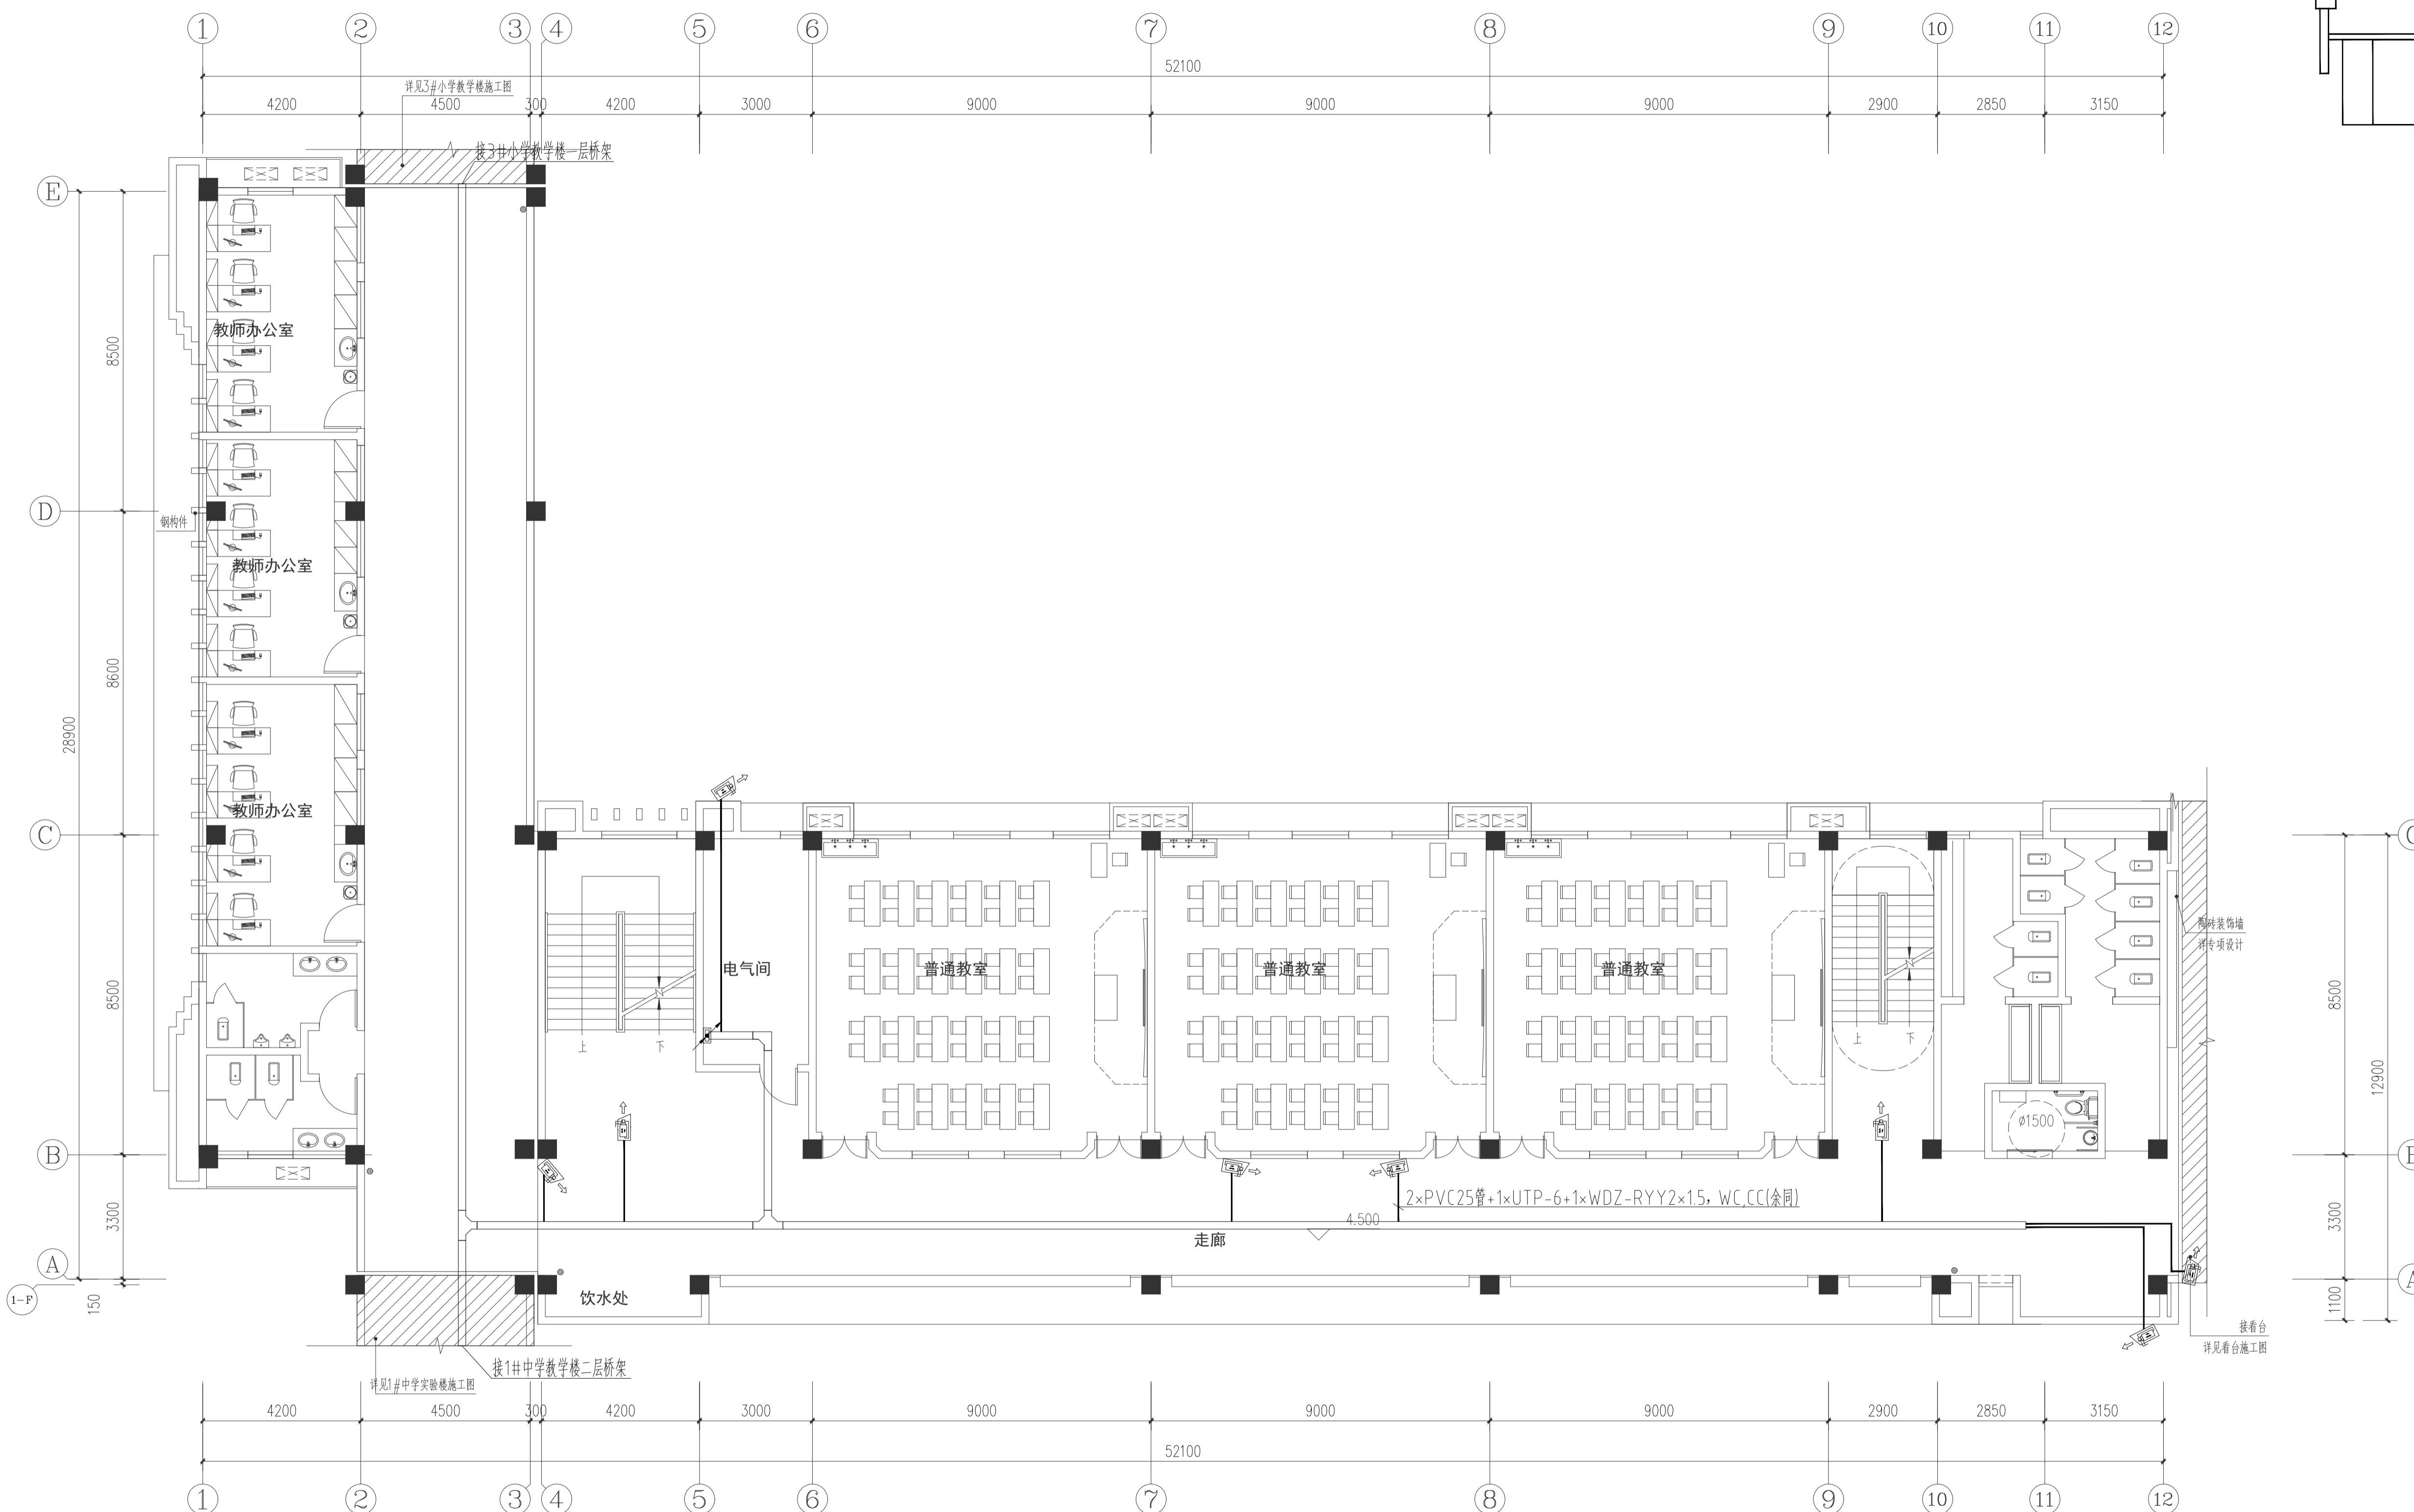 1 2 3 4 5 6 7 8 9 10 11 12
52100
详见3#小学教学楼施工图
4200 4500 300 4200 3000 9000 9000 9000 2900 2850 3150
接3#小学教学楼一层桥架
E
教师办公室
8500
D
钢构件
教师办公室
8600
28900
教师办公室
C
陶砖装饰墙
详专项设计
电气间
普通教室
普通教室
普通教室
8500
8500
12900
上 下
上 下
ø1500
B
2×PVC25管+1×UTP-6+1×WDZ-RYY2×1.5, WC,CC(余同)
3300
3300
4.500
走廊
A
1-F
150
饮水处
1100
接看台
详见看台施工图
接1#中学教学楼二层桥架
详见1#中学实验楼施工图
4200 4500 300 4200 3000 9000 9000 9000 2900 2850 3150
52100
1 2 3 4 5 6 7 8 9 10 11 12